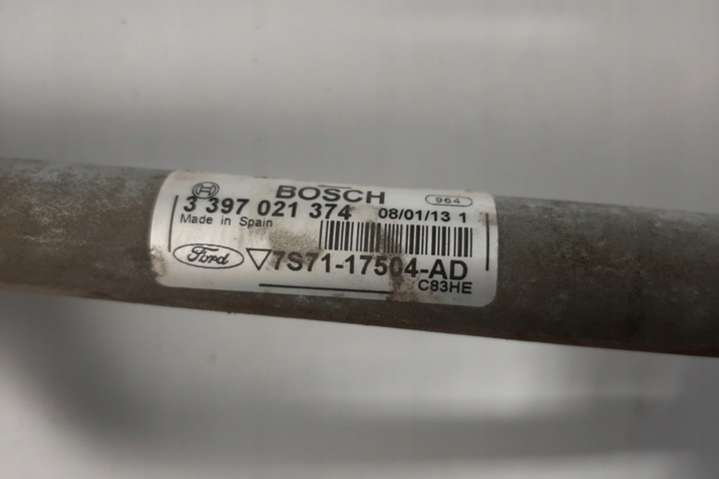 BOSCH
964
3 397 021 374
08/01/13 1
Made in Spain
Ford
7S71-17504-AD
C83HE